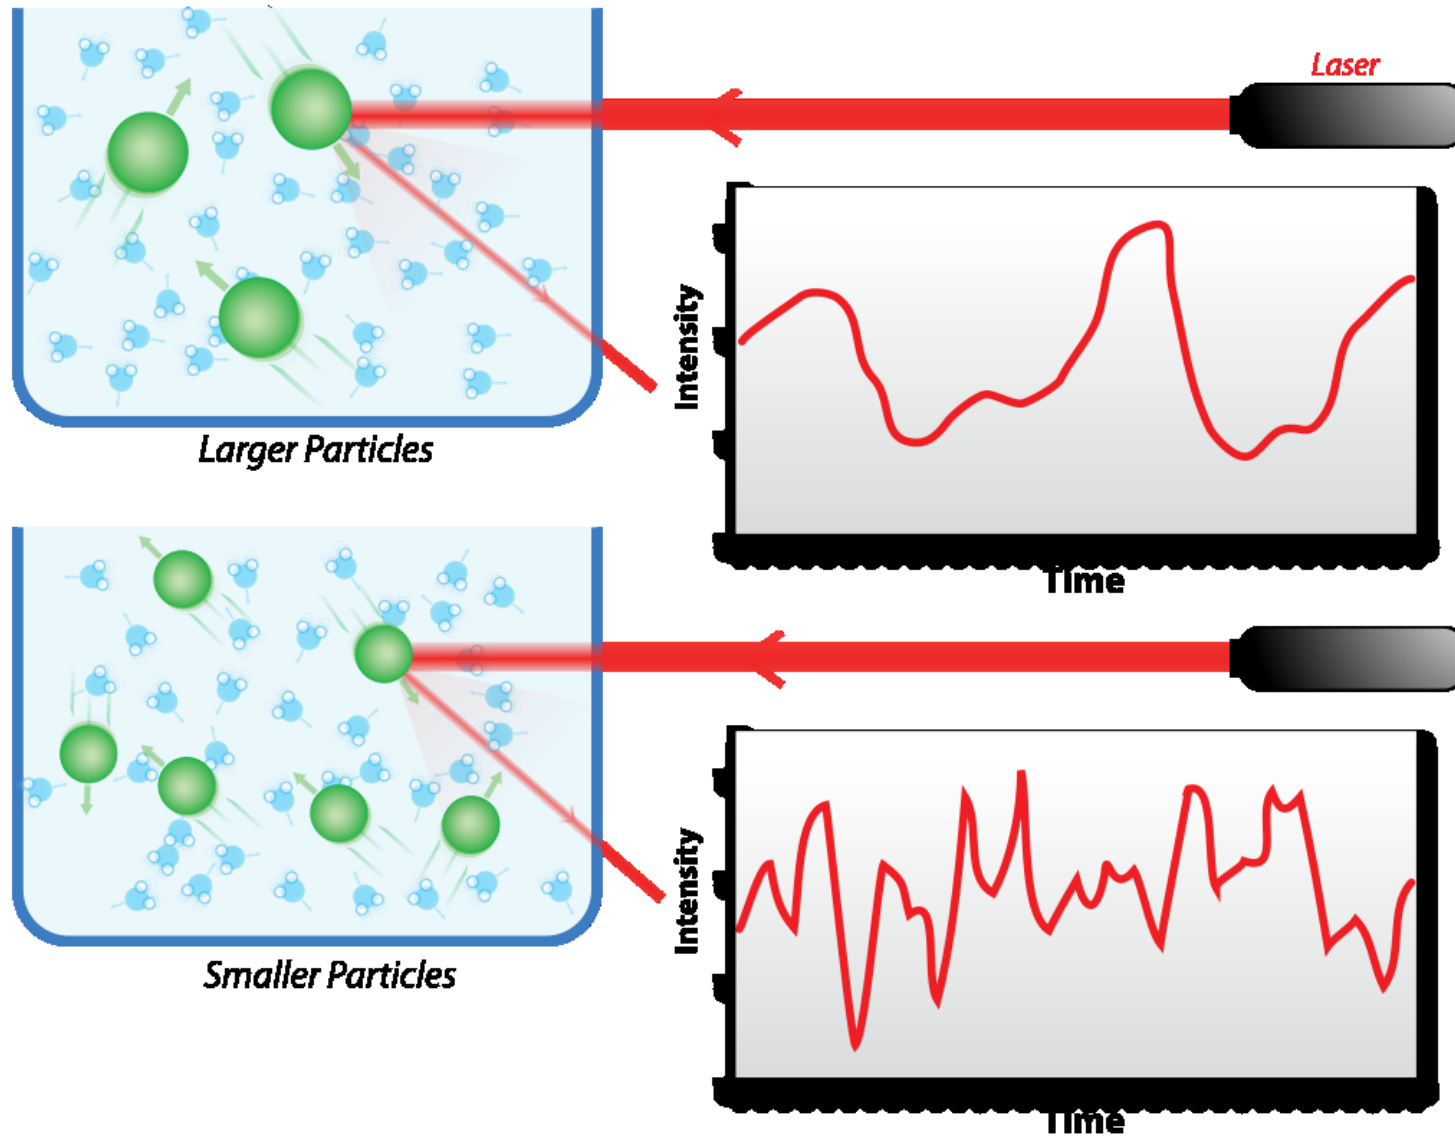 Laser
Intensity
Time
Larger Particles
Intensity
Time
Smaller Particles